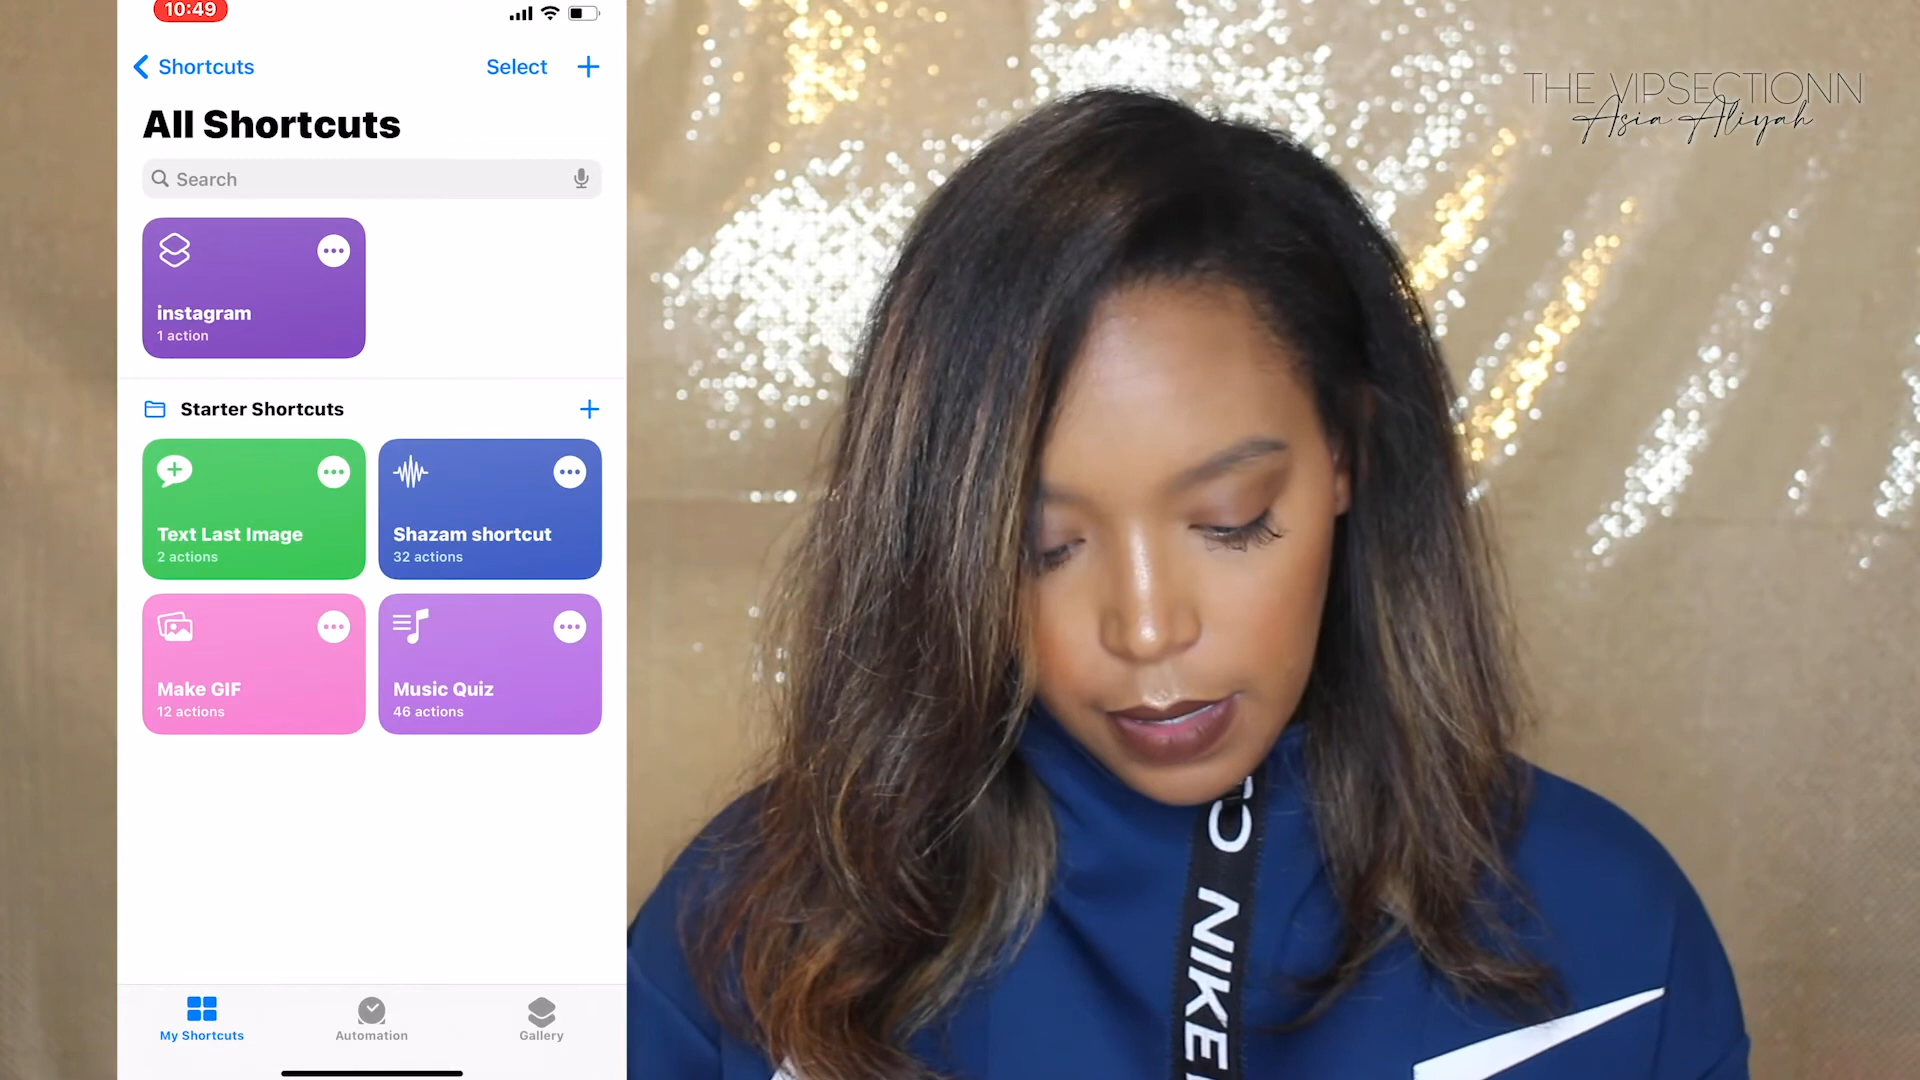 10:49
Shortcuts
Select
All Shortcuts
Search
instagram
1 action
Starter Shortcuts
Text Last Image
2 actions
Shazam shortcut
32 actions
Make GIF
12 actions
Music Quiz
46 actions
My Shortcuts
Automation
Gallery
THE VIPSECTIONN
Asia Aliyah
NIKE